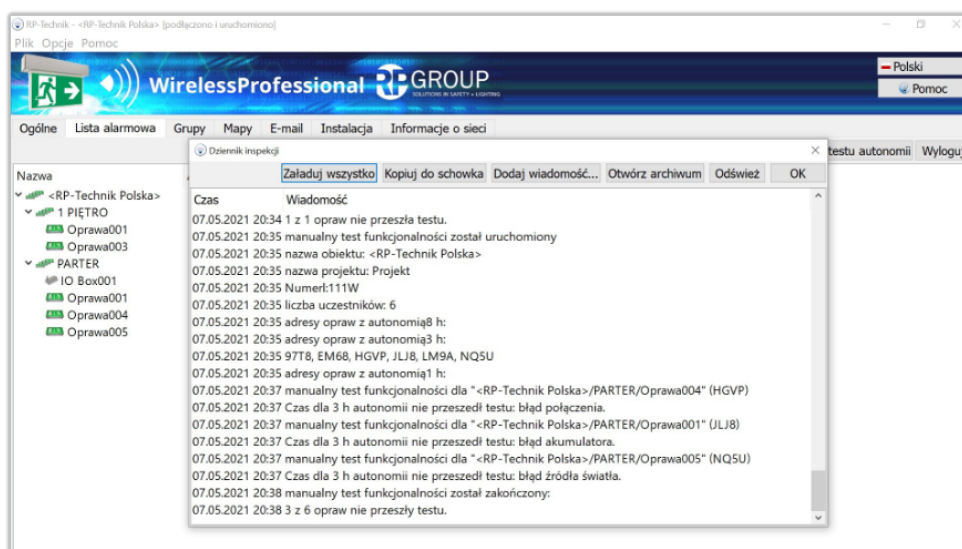 RP-Technik - <RP-Technik Polska> [podłączono i uruchomiono]
Plik Opcje Pomoc
WirelessProfessional RP GROUP
SOLUTIONS IN SAFETY + LIGHTING
Polski
Pomoc
Ogólne Lista alarmowa Grupy Mapy E-mail Instalacja Informacje o sieci
testu autonomii Wyloguj
Dziennik inspekcji
Załaduj wszystko Kopiuj do schowka Dodaj wiadomość... Otwórz archiwum Odśwież OK
Nazwa
<RP-Technik Polska>
1 PIĘTRO
Oprawa001
Oprawa003
PARTER
IO Box001
Oprawa001
Oprawa004
Oprawa005
Czas Wiadomość
07.05.2021 20:34 1 z 1 opraw nie przeszła testu.
07.05.2021 20:35 manualny test funkcjonalności został uruchomiony
07.05.2021 20:35 nazwa obiektu: <RP-Technik Polska>
07.05.2021 20:35 nazwa projektu: Projekt
07.05.2021 20:35 Numerl:111W
07.05.2021 20:35 liczba uczestników: 6
07.05.2021 20:35 adresy opraw z autonomią8 h:
07.05.2021 20:35 adresy opraw z autonomią3 h:
07.05.2021 20:35 97T8, EM68, HGVP, JLJ8, LM9A, NQ5U
07.05.2021 20:35 adresy opraw z autonomią1 h:
07.05.2021 20:37 manualny test funkcjonalności dla "<RP-Technik Polska>/PARTER/Oprawa004" (HGVP)
07.05.2021 20:37 Czas dla 3 h autonomii nie przeszedł testu: błąd połączenia.
07.05.2021 20:37 manualny test funkcjonalności dla "<RP-Technik Polska>/PARTER/Oprawa001" (JLJ8)
07.05.2021 20:37 Czas dla 3 h autonomii nie przeszedł testu: błąd akumulatora.
07.05.2021 20:37 manualny test funkcjonalności dla "<RP-Technik Polska>/PARTER/Oprawa005" (NQ5U)
07.05.2021 20:37 Czas dla 3 h autonomii nie przeszedł testu: błąd źródła światła.
07.05.2021 20:38 manualny test funkcjonalności został zakończony:
07.05.2021 20:38 3 z 6 opraw nie przeszły testu.